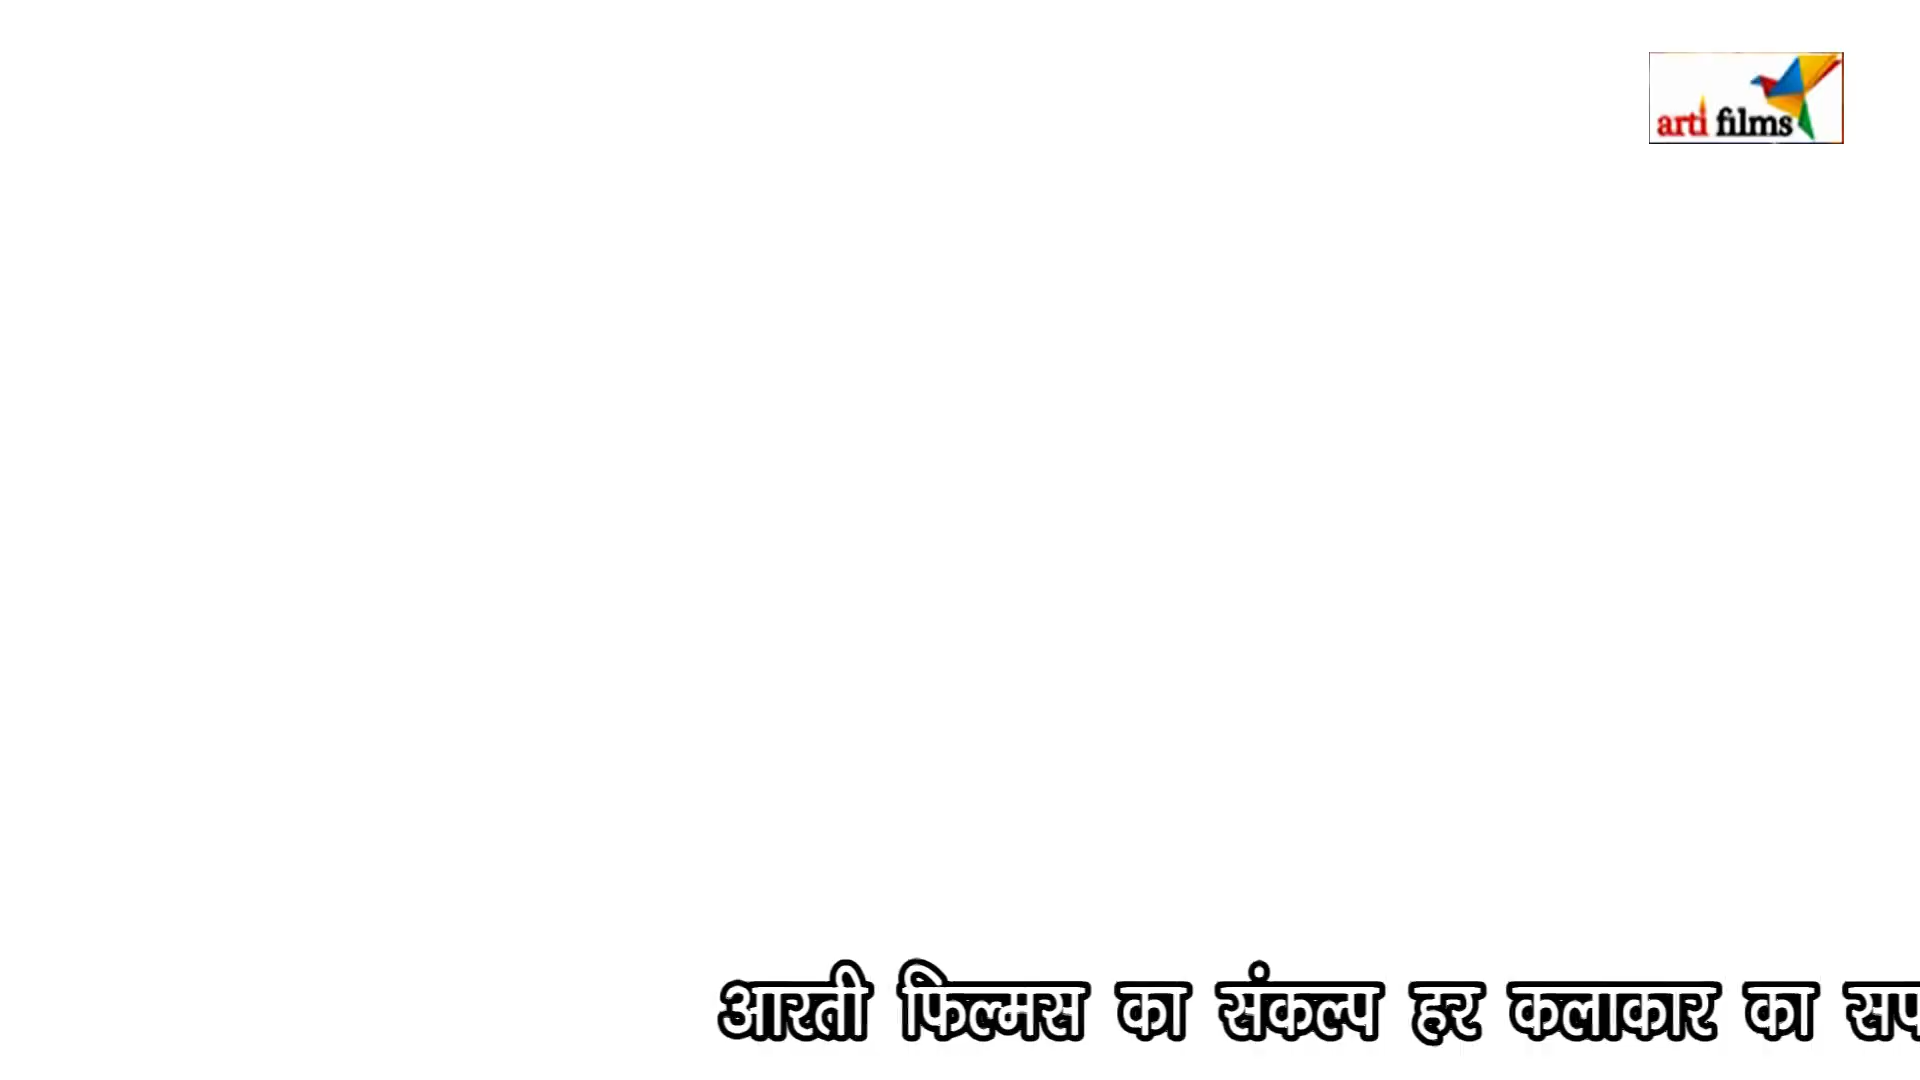 arti films
आरती फिल्मस का संकल्प हर कलाकार का